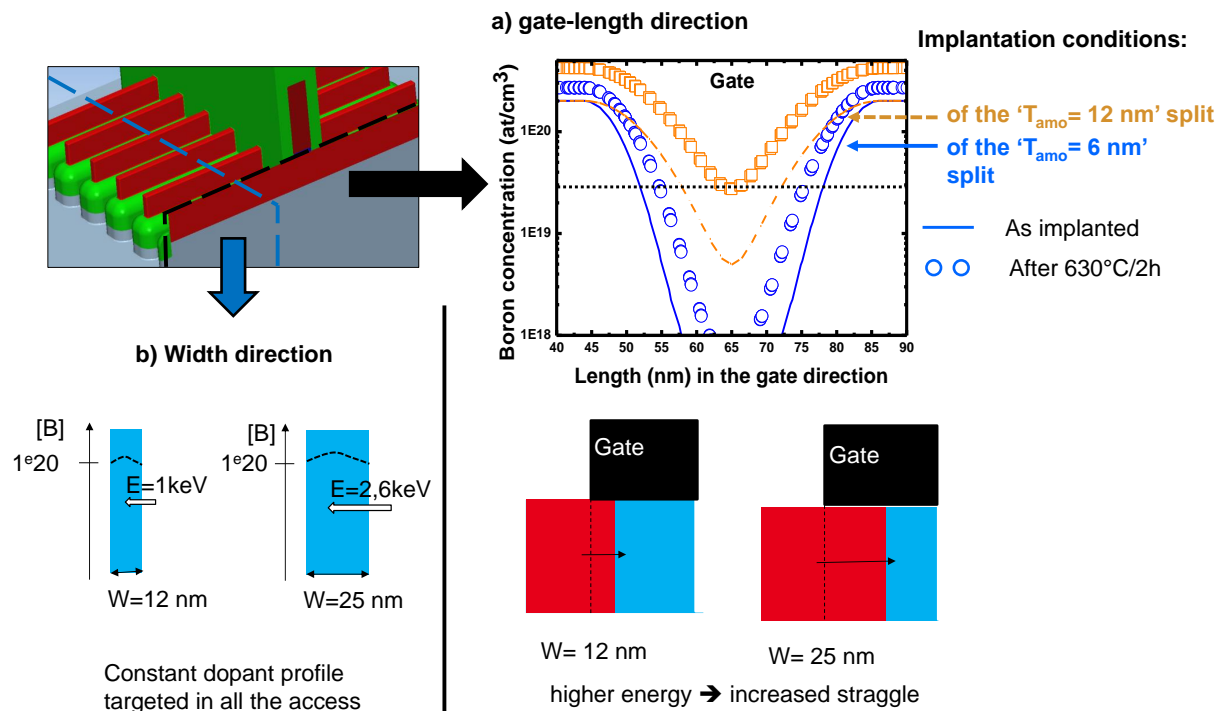 a) gate-length direction
Implantation conditions:
Boron concentration (at/cm³)
1E20
1E19
1E18
Gate
40 45 50 55 60 65 70 75 80 85 90
Length (nm) in the gate direction
of the ‘Tamo= 12 nm’ split
of the ‘Tamo= 6 nm’
split
As implanted
After 630°C/2h
b) Width direction
[B]
1e20
E=1keV
W=12 nm
[B]
1e20
E=2,6keV
W=25 nm
Constant dopant profile
targeted in all the access
Gate
W= 12 nm
Gate
W= 25 nm
higher energy ➔ increased straggle